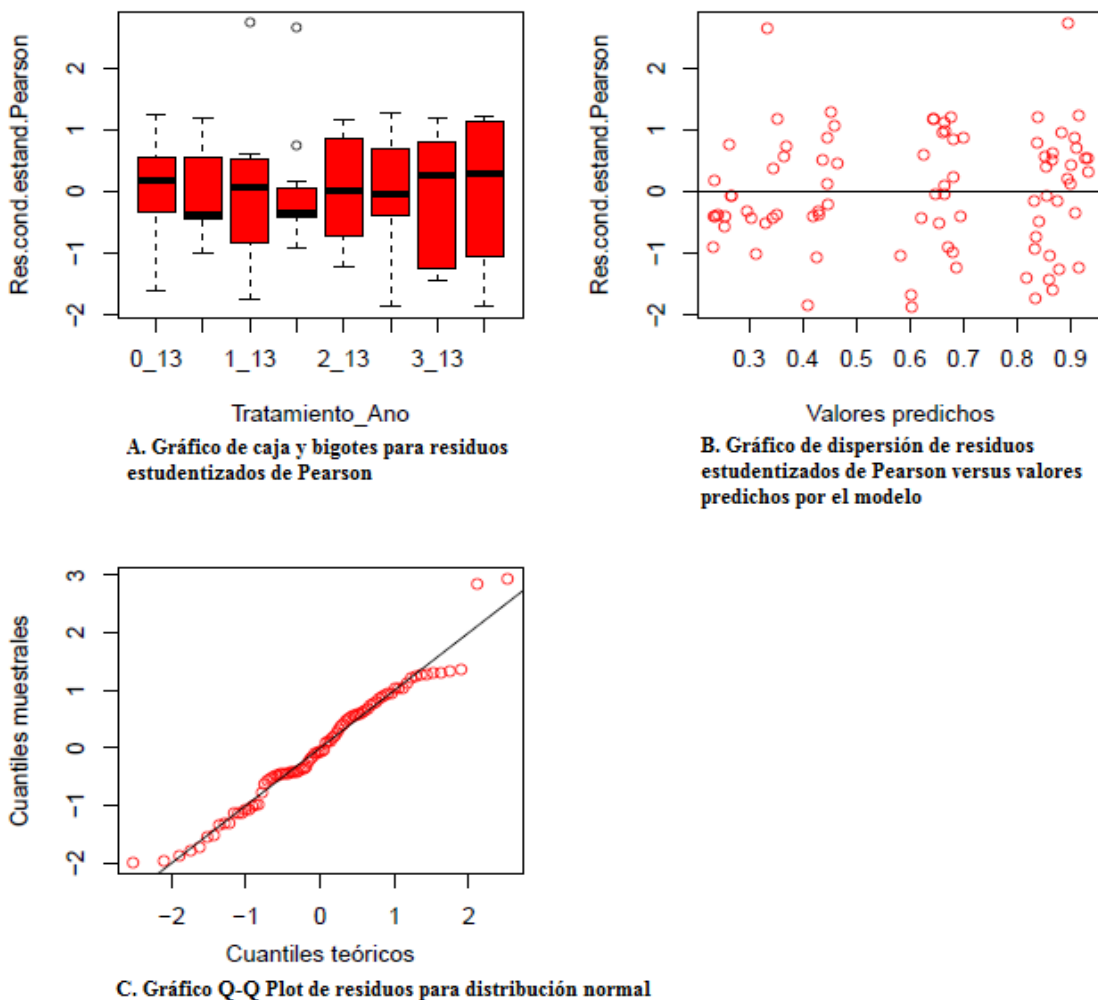 Res.cond.estand.Pearson
2
1
0
−1
−2
0_13
1_13
2_13
3_13
Tratamiento_Ano
A. Gráfico de caja y bigotes para residuos
estudentizados de Pearson
Res.cond.estand.Pearson
2
1
0
−1
−2
0.3
0.4
0.5
0.6
0.7
0.8
0.9
Valores predichos
B. Gráfico de dispersión de residuos
estudentizados de Pearson versus valores
predichos por el modelo
Cuantiles muestrales
3
2
1
0
−1
−2
−2
−1
0
1
2
Cuantiles teóricos
C. Gráfico Q-Q Plot de residuos para distribución normal